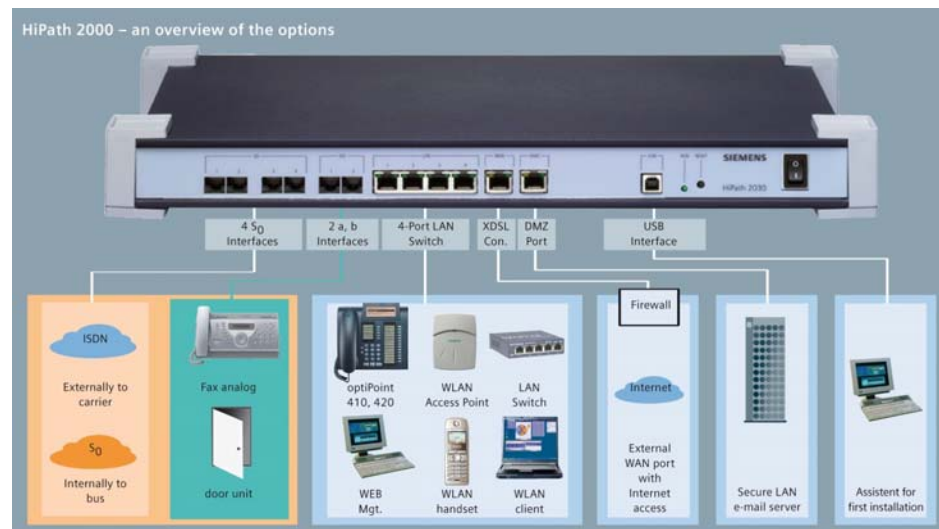 HiPath 2000 – an overview of the options
SIEMENS
HiPath 2030
4 S0
Interfaces
2 a, b
Interfaces
4-Port LAN
Switch
XDSL
Con.
DMZ
Port
USB
Interface
ISDN
Externally to
carrier
S0
Internally to
bus
Fax analog
door unit
optiPoint
410, 420
WLAN
Access Point
LAN
Switch
WEB
Mgt.
WLAN
handset
WLAN
client
Firewall
Internet
External
WAN port
with
Internet
access
Secure LAN
e-mail server
Assistent for
first installation